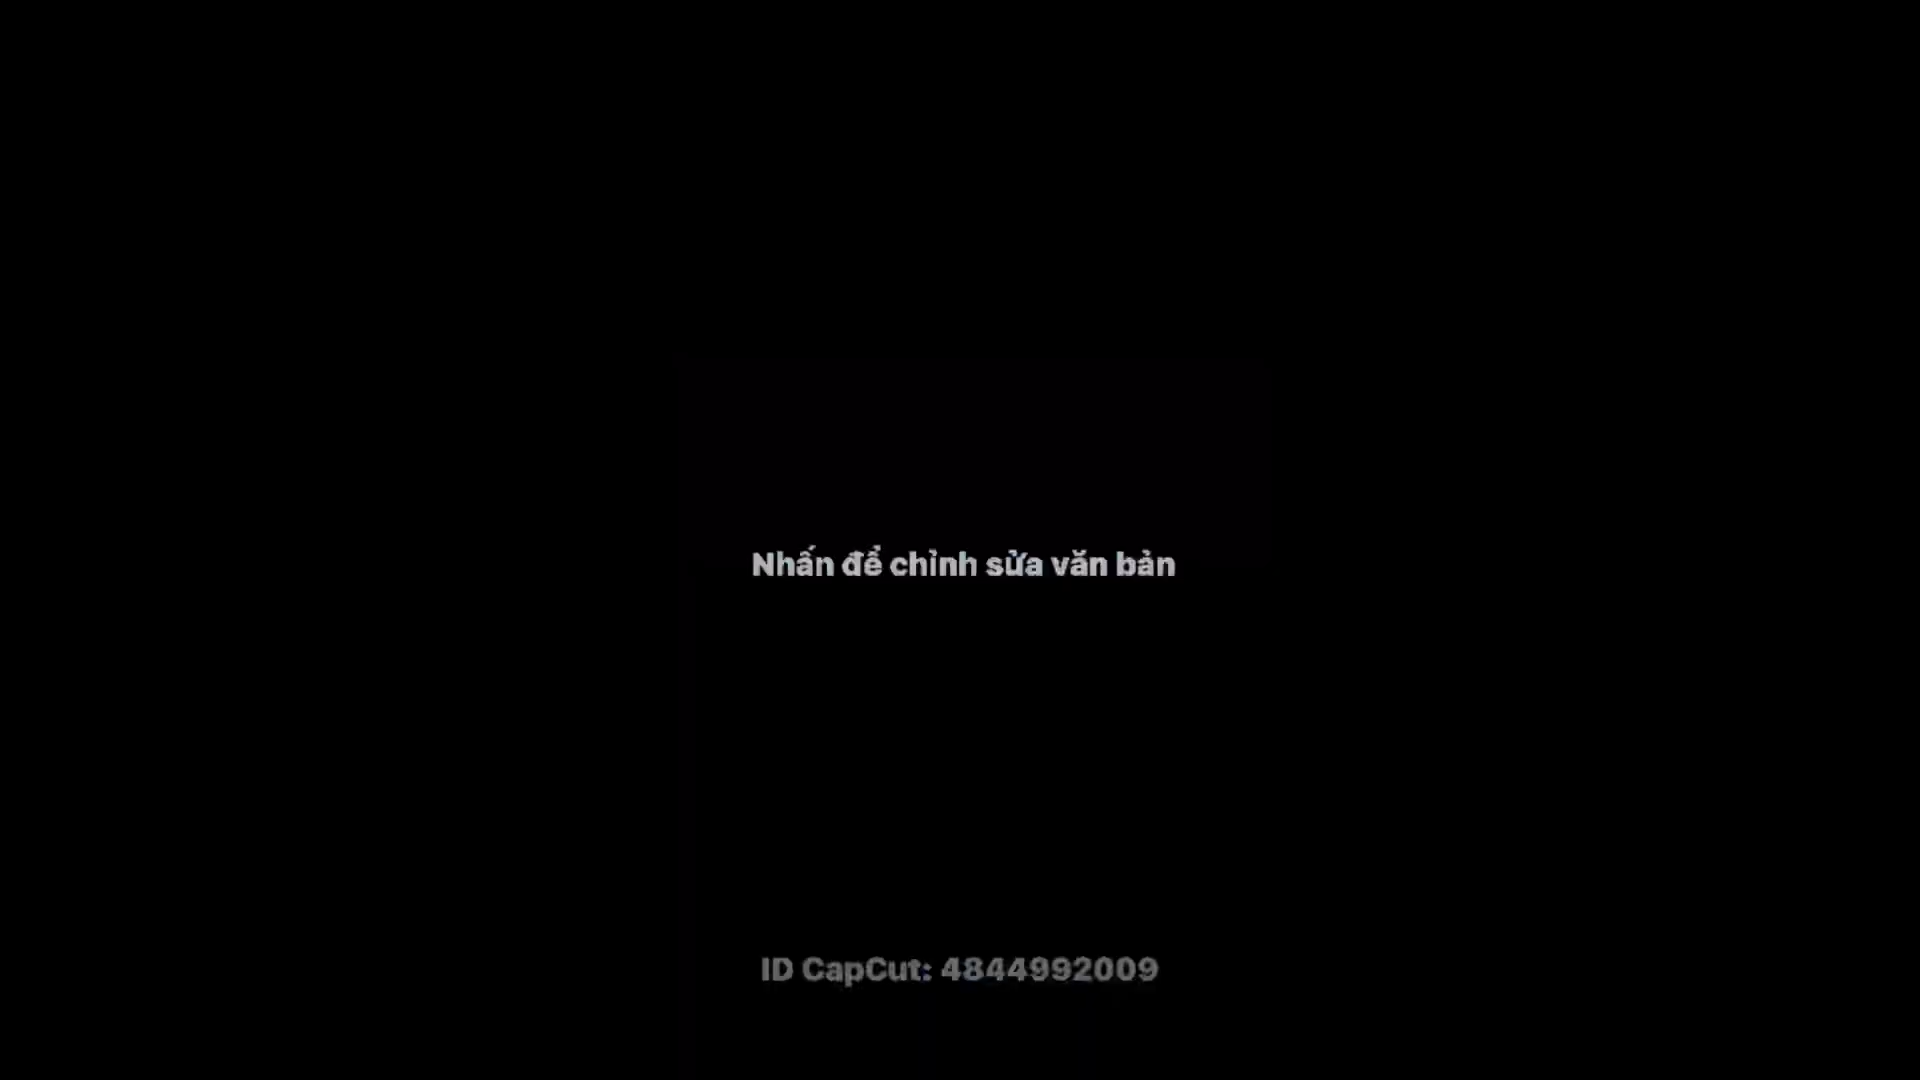 Nhấn để chỉnh sửa văn bản
ID CapCut: 4844992009